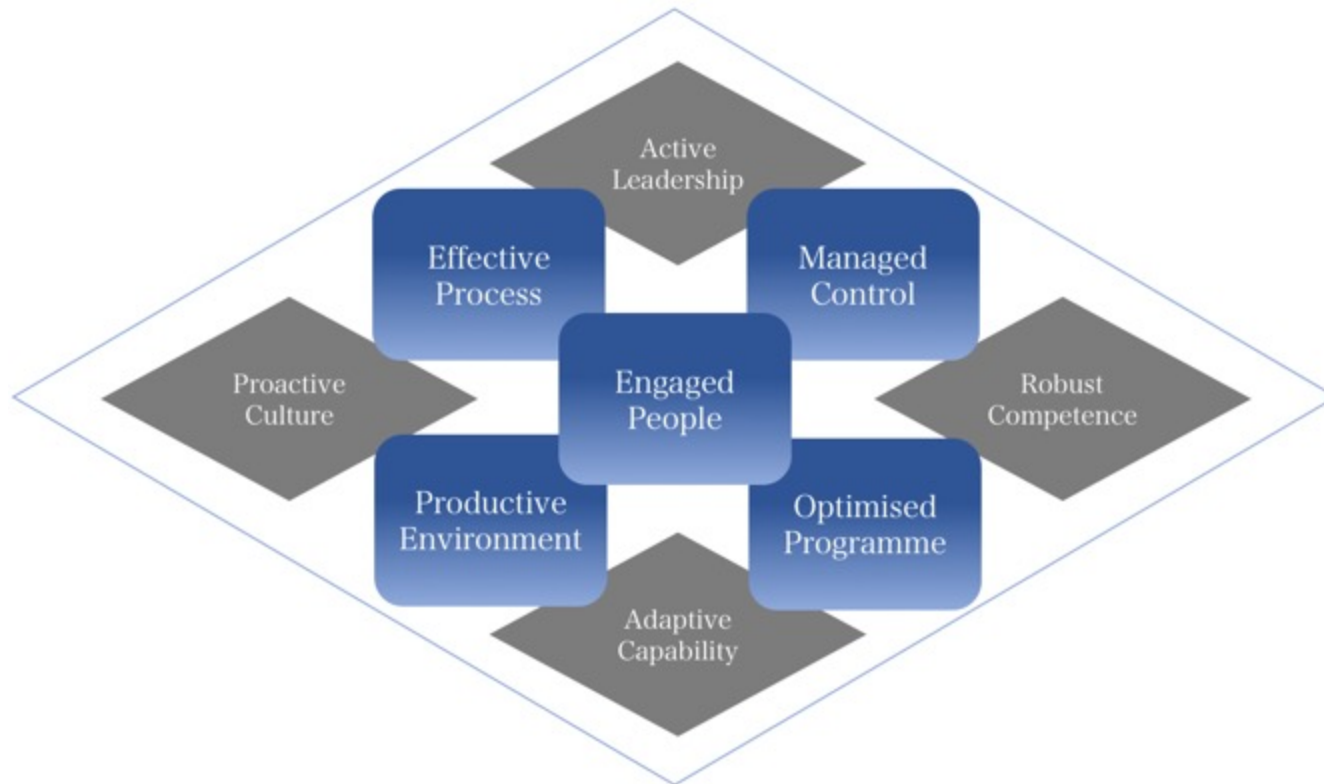 Active
Leadership
Effective
Process
Managed
Control
Engaged
People
Proactive
Culture
Robust
Competence
Productive
Environment
Optimised
Programme
Adaptive
Capability